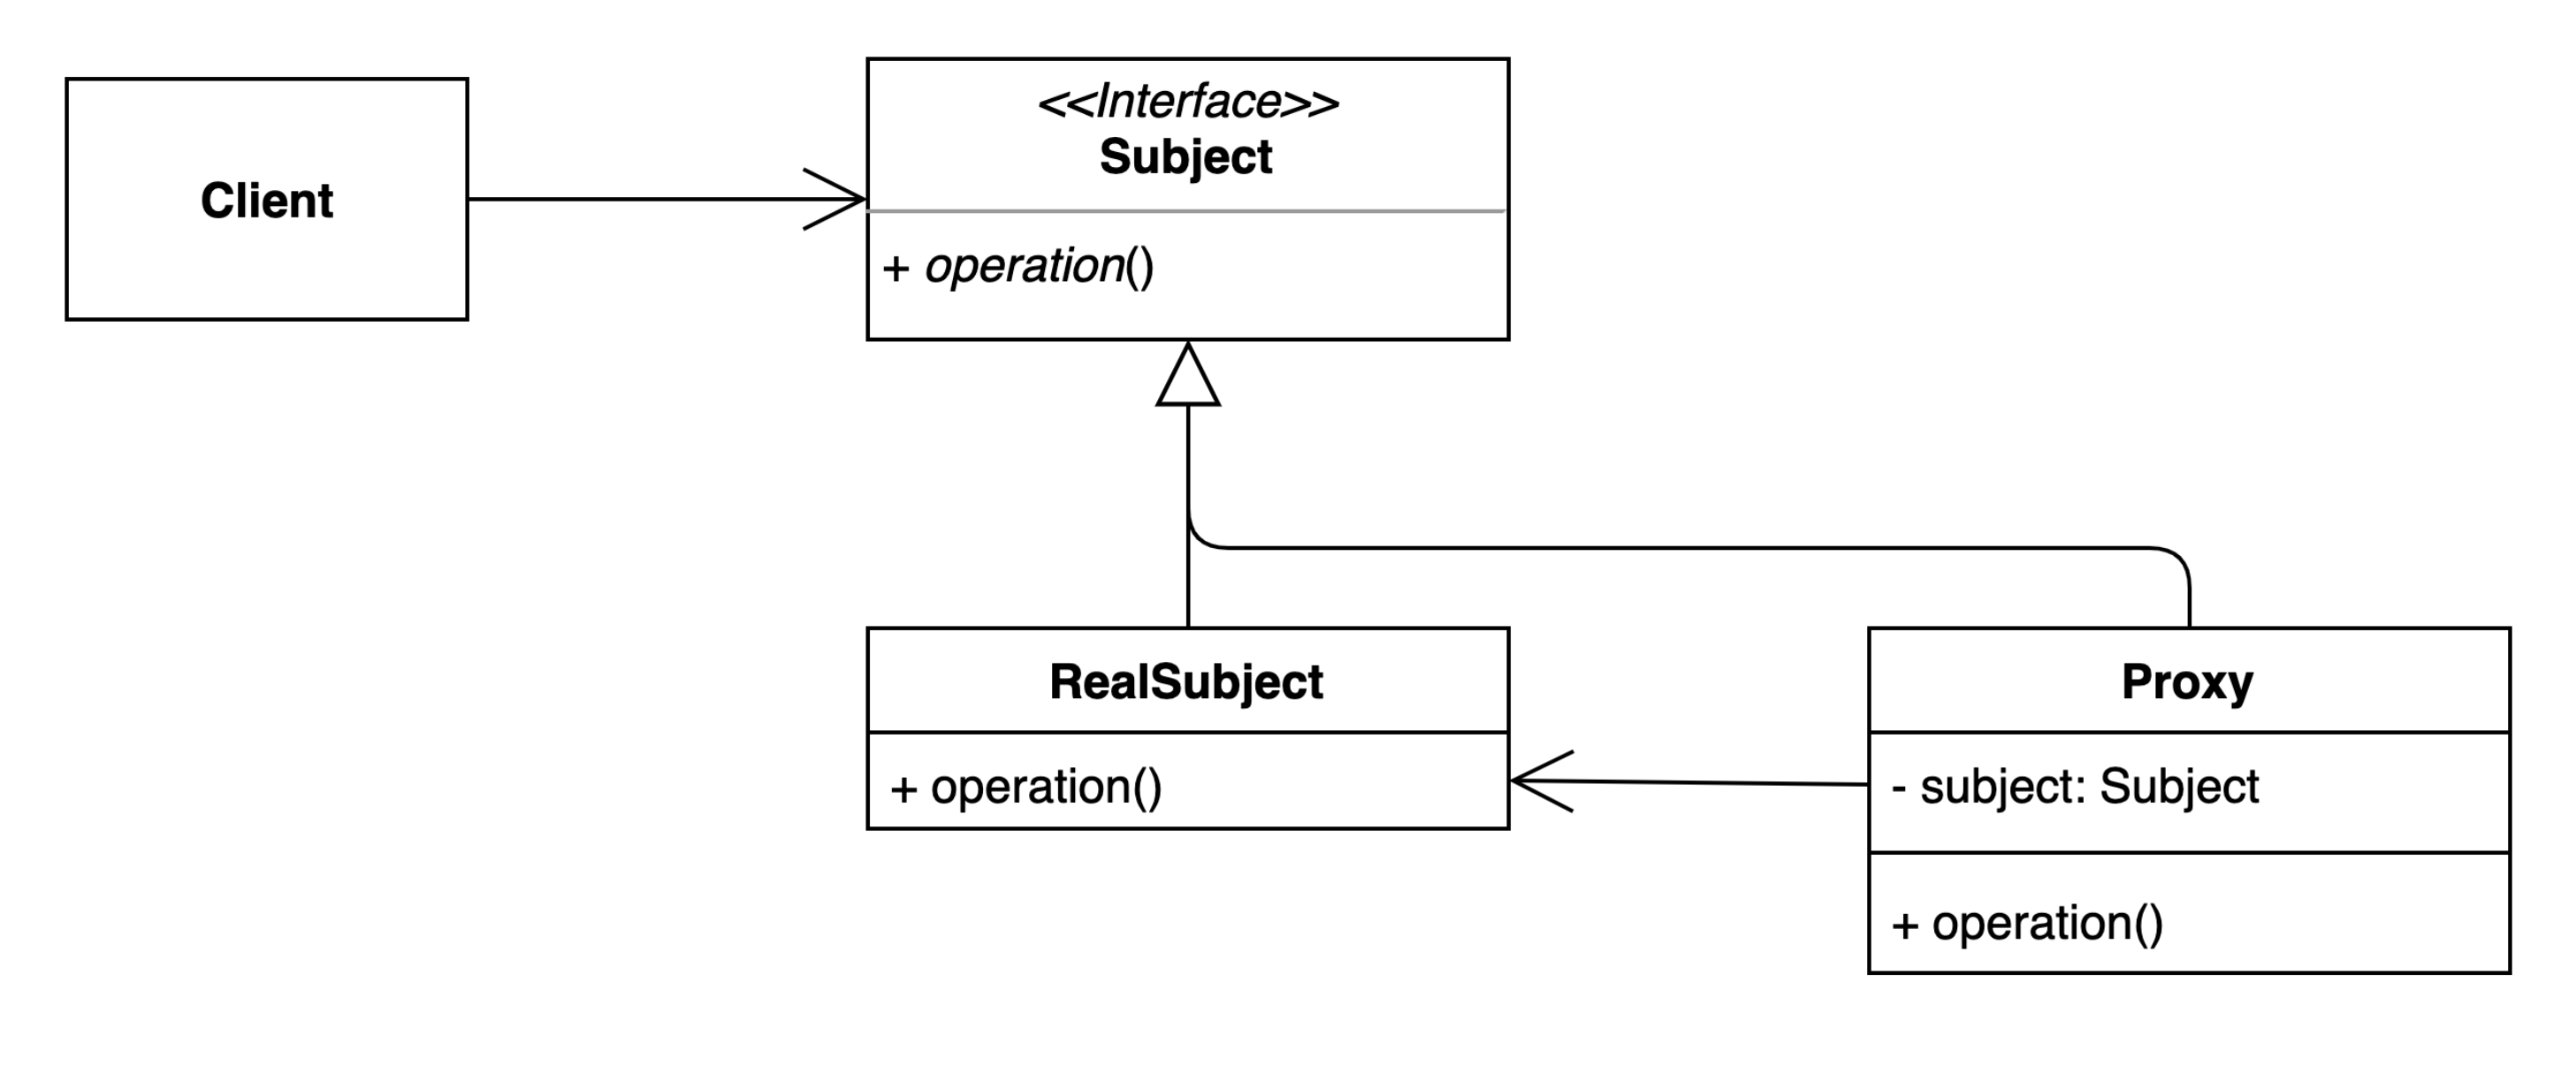 Client
<<Interface>>
Subject
+ operation()
RealSubject
+ operation()
Proxy
- subject: Subject
+ operation()